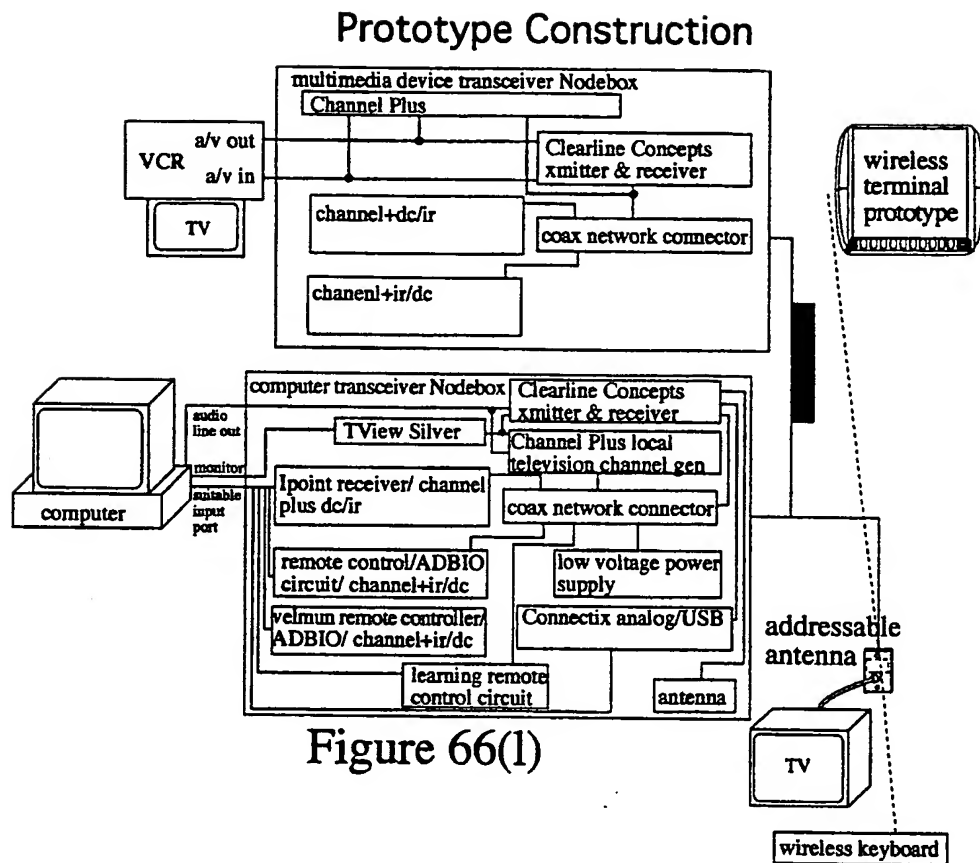 Prototype Construction
multimedia device transceiver Nodebox
Channel Plus
a/v out
VCR
a/v in
TV
Clearline Concepts
xmitter & receiver
channel+dc/ir
coax network connector
chanenl+ir/dc
wireless
terminal
prototype
computer transceiver Nodebox
Clearline Concepts
xmitter & receiver
audio
line out
TView Silver
Channel Plus local
television channel gen
monitor
suitable
input
port
computer
Ipoint receiver/ channel
plus dc/ir
coax network connector
remote control/ADBIO
circuit/ channel+ir/dc
low voltage power
supply
velmun remote controller/
ADBIO/ channel+ir/dc
Connectix analog/USB
learning remote
control circuit
antenna
addressable
antenna
TV
Figure 66(l)
wireless keyboard